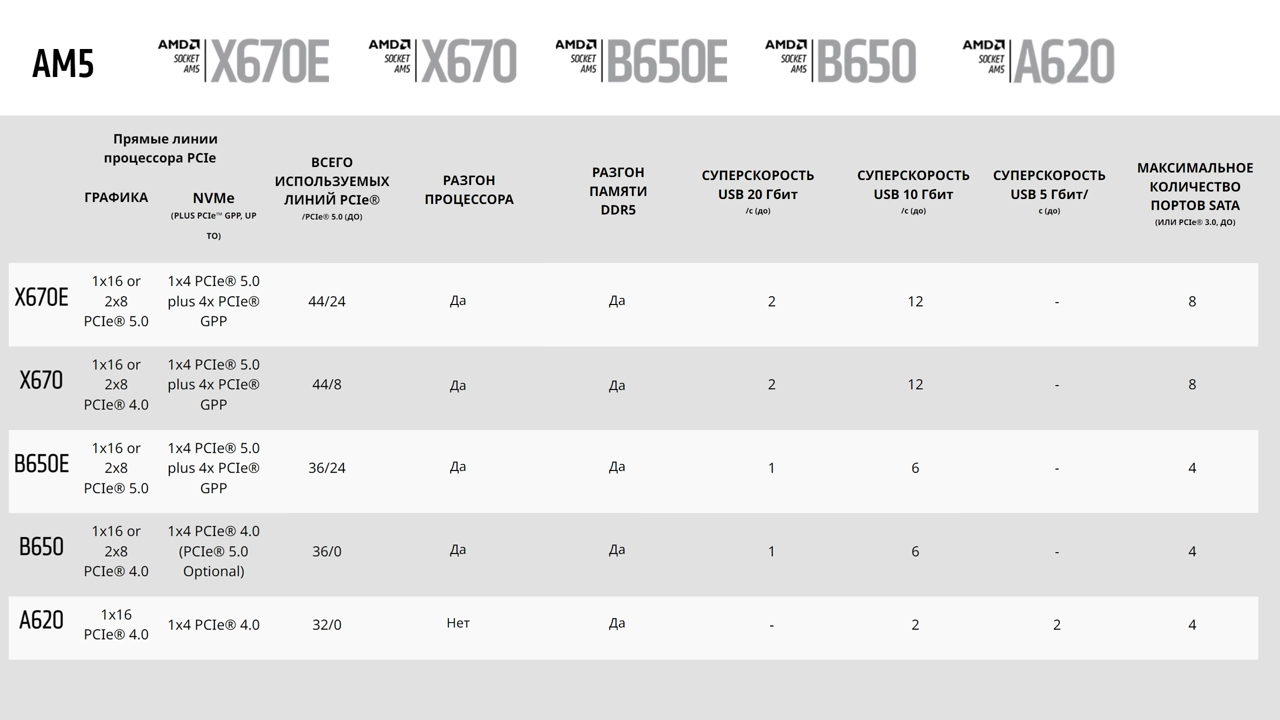 AM5
AMD
SOCKET
AM5
X670E
AMD
SOCKET
AM5
X670
AMD
SOCKET
AM5
B650E
AMD
SOCKET
AM5
B650
AMD
SOCKET
AM5
A620
Прямые линии
процессора PCIe
ГРАФИКА
NVMe
(PLUS PCIe™ GPP, UP
TO)
ВСЕГО
ИСПОЛЬЗУЕМЫХ
ЛИНИЙ PCIe®
/PCIe® 5.0 (ДО)
РАЗГОН
ПРОЦЕССОРА
РАЗГОН
ПАМЯТИ
DDR5
СУПЕРСКОРОСТЬ
USB 20 Гбит
/с (до)
СУПЕРСКОРОСТЬ
USB 10 Гбит
/с (до)
СУПЕРСКОРОСТЬ
USB 5 Гбит/
с (до)
МАКСИМАЛЬНОЕ
КОЛИЧЕСТВО
ПОРТОВ SATA
(ИЛИ PCIe® 3.0, ДО)
X670E
1x16 or
2x8
PCIe® 5.0
1x4 PCIe® 5.0
plus 4x PCIe®
GPP
44/24
Да
Да
2
12
-
8
X670
1x16 or
2x8
PCIe® 4.0
1x4 PCIe® 5.0
plus 4x PCIe®
GPP
44/8
Да
Да
2
12
-
8
B650E
1x16 or
2x8
PCIe® 5.0
1x4 PCIe® 5.0
plus 4x PCIe®
GPP
36/24
Да
Да
1
6
-
4
B650
1x16 or
2x8
PCIe® 4.0
1x4 PCIe® 4.0
(PCIe® 5.0
Optional)
36/0
Да
Да
1
6
-
4
A620
1x16
PCIe® 4.0
1x4 PCIe® 4.0
32/0
Нет
Да
-
2
2
4